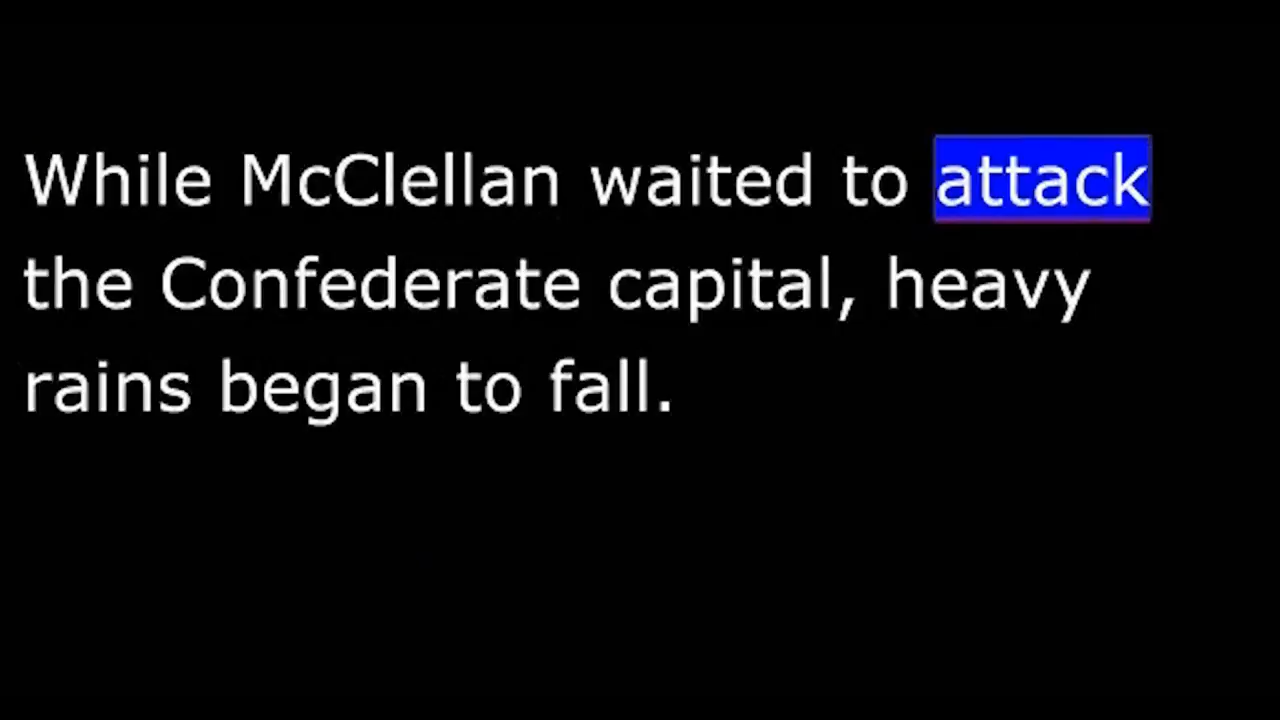 While McClellan waited to attack
the Confederate capital, heavy
rains began to fall.